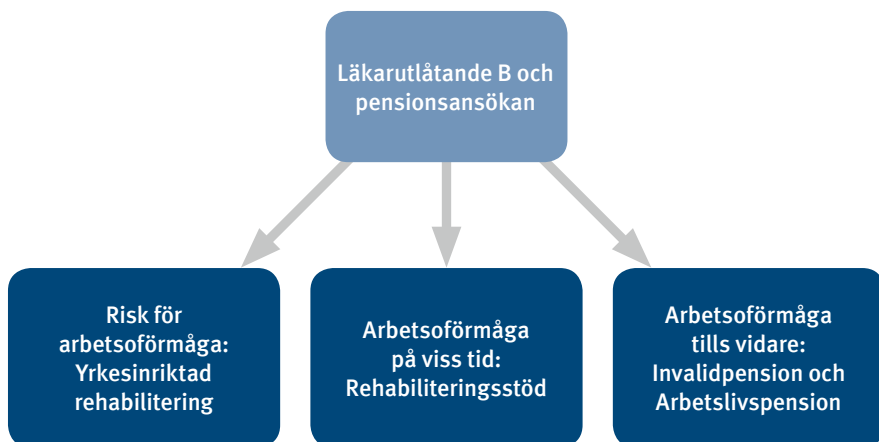 Läkarutlåtande B och
pensionsansökan
Risk för
arbetsoförmåga:
Yrkesinriktad
rehabilitering
Arbetsoförmåga
på viss tid:
Rehabiliteringsstöd
Arbetsoförmåga
tills vidare:
Invalidpension och
Arbetslivspension